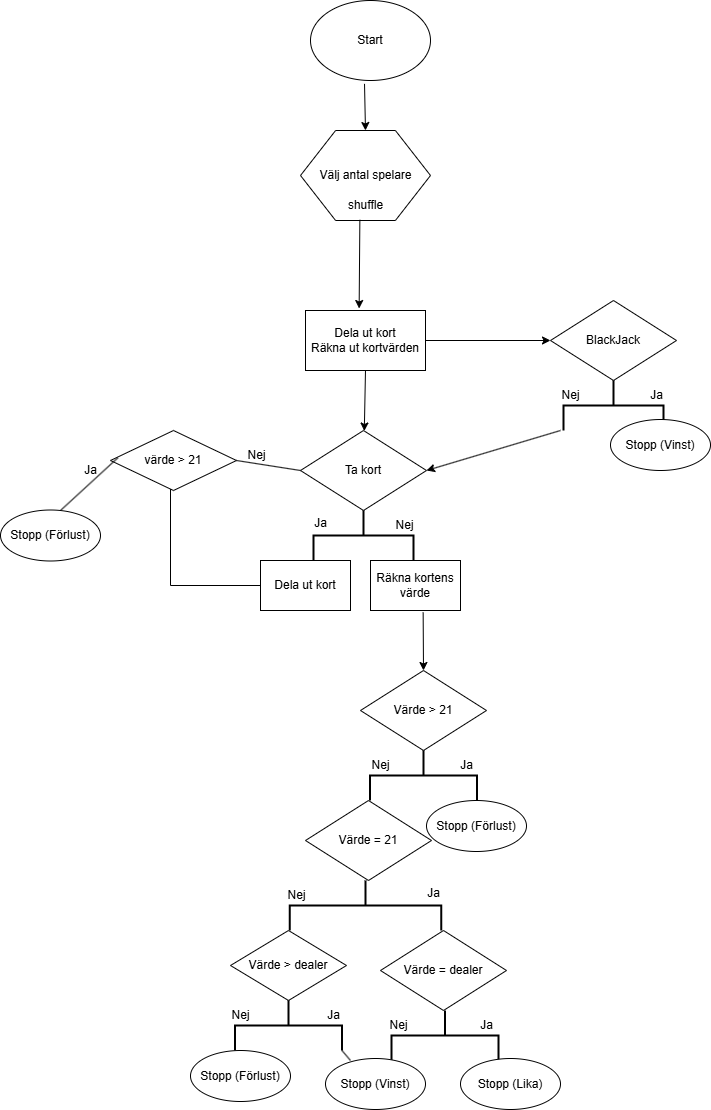 Start
Välj antal spelare
shuffle
Dela ut kort
Räkna ut kortvärden
BlackJack
Nej
Ja
Stopp (Vinst)
Ta kort
Nej
värde > 21
Ja
Stopp (Förlust)
Ja
Nej
Dela ut kort
Räkna kortens
värde
Värde > 21
Nej
Ja
Stopp (Förlust)
Värde = 21
Nej
Ja
Värde > dealer
Värde = dealer
Nej
Ja
Nej
Ja
Stopp (Förlust)
Stopp (Vinst)
Stopp (Lika)